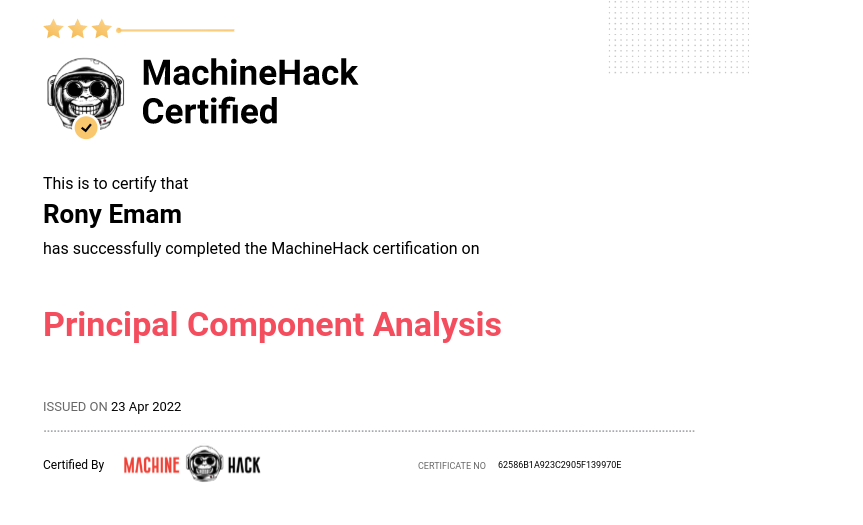 MachineHack
Certified
This is to certify that
Rony Emam
has successfully completed the MachineHack certification on
Principal Component Analysis
ISSUED ON 23 Apr 2022
Certified By MACHINE HACK CERTIFICATE NO 62586B1A923C2905F139970E